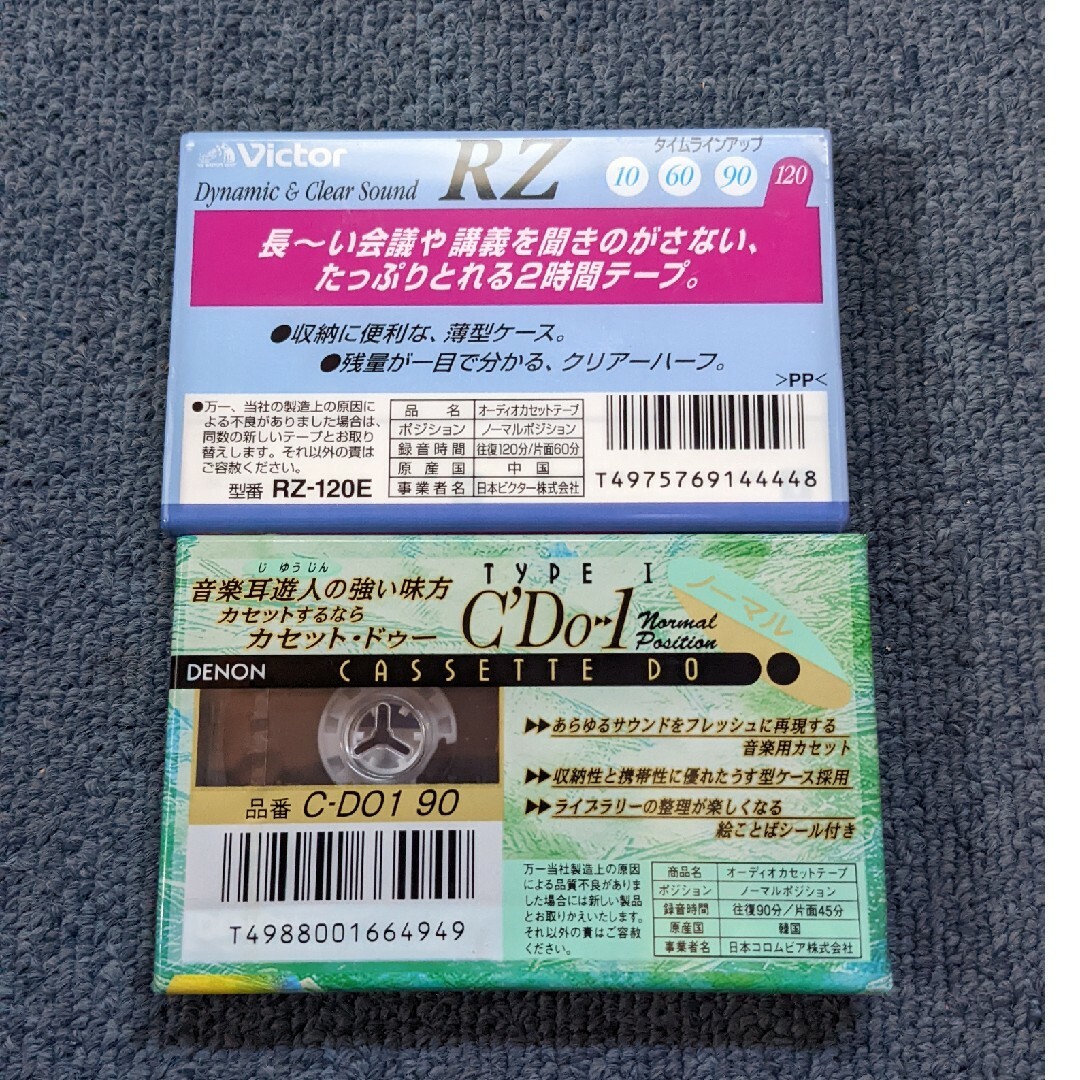 Victor
Dynamic & Clear Sound
RZ
タイムラインアップ
10 60 90 120
長〜い会議や講義を聞きのがさない、
たっぷりとれる2時間テープ。
●収納に便利な、薄型ケース。
●残量が一目で分かる、クリアーハーフ。
>PP<
●万一、当社の製造上の原因に
よる不良がありました場合は、
同数の新しいテープとお取り
替えします。それ以外の責は
ご容赦ください。
型番 RZ-120E
品名 オーディオカセットテープ
ポジション ノーマルポジション
録音時間 往復120分/片面60分
原産国 中国
事業者名 日本ビクター株式会社
T4975769144448
じ ゆうじん
音楽耳遊人の強い味方
カセットするなら
カセット・ドゥー
TYPE I
C'Do▸▸1
Normal
Position
ノーマル
DENON CASSETTE DO
▶▶あらゆるサウンドをフレッシュに再現する
音楽用カセット
▶▶収納性と携帯性に優れたうす型ケース採用
▶▶ライブラリーの整理が楽しくなる
絵ことばシール付き
品番 C-DO1 90
T4988001664949
万一当社製造上の原因
による品質不良がありま
した場合には新しい製品
とお取りかえいたします。
それ以外の責はご容赦
ください。
商品名 オーディオカセットテープ
ポジション ノーマルポジション
録音時間 往復90分/片面45分
原産国 韓国
事業者名 日本コロムビア株式会社